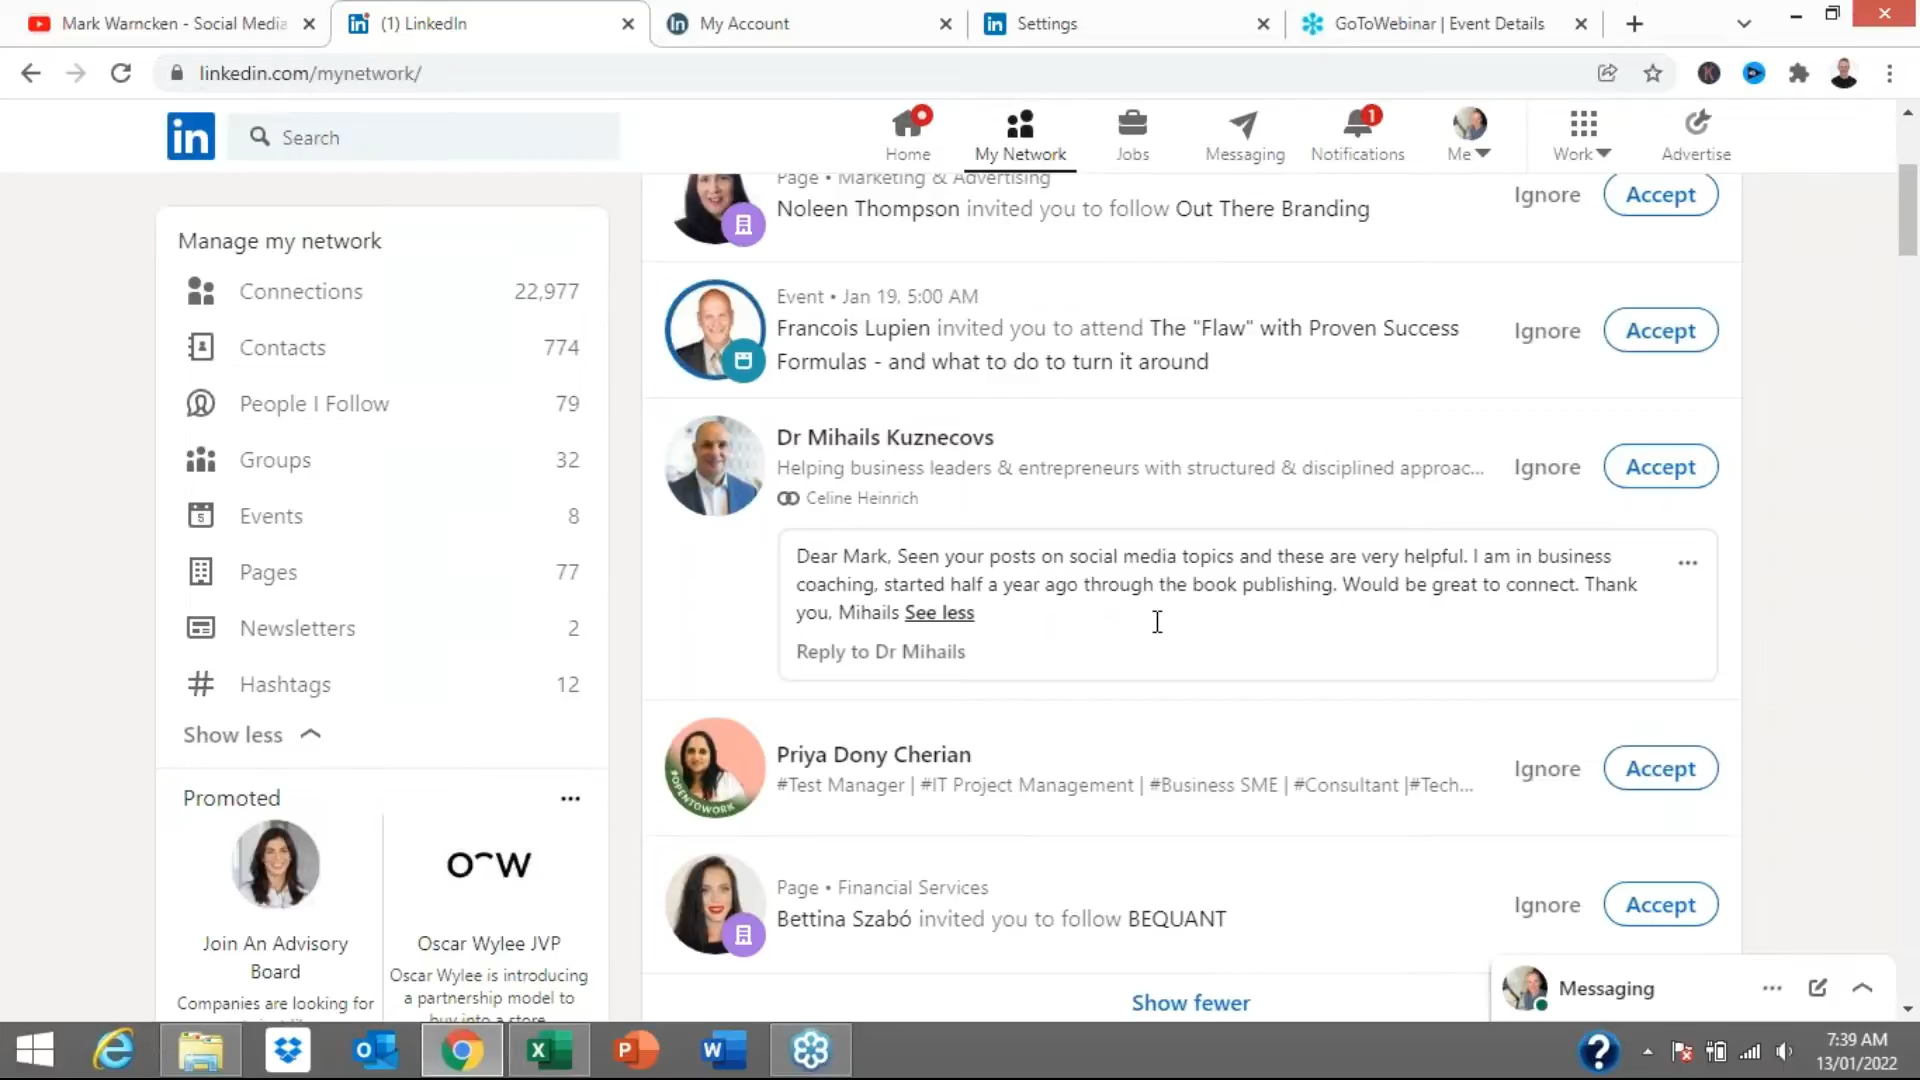 Mark Warncken - Social Media
(1) LinkedIn
My Account
Settings
GoToWebinar | Event Details
linkedin.com/mynetwork/
in
Search
Home
My Network
Jobs
1
Messaging
Notifications
Me
Work
Advertise
Manage my network
Connections 22,977
Contacts 774
People I Follow 79
Groups 32
Events 8
Pages 77
Newsletters 2
Hashtags 12
Show less
Promoted
Join An Advisory
Board
Companies are looking for
Oscar Wylee JVP
Oscar Wylee is introducing
a partnership model to
buy into a store
Page • Marketing & Advertising
Noleen Thompson invited you to follow Out There Branding
Ignore Accept
Event • Jan 19, 5:00 AM
Francois Lupien invited you to attend The "Flaw" with Proven Success
Formulas - and what to do to turn it around
Ignore Accept
Dr Mihails Kuznecovs
Helping business leaders & entrepreneurs with structured & disciplined approac...
Celine Heinrich
Ignore Accept
Dear Mark, Seen your posts on social media topics and these are very helpful. I am in business
coaching, started half a year ago through the book publishing. Would be great to connect. Thank
you, Mihails See less
Reply to Dr Mihails
#OPENTOWORK
Priya Dony Cherian
#Test Manager | #IT Project Management | #Business SME | #Consultant |#Tech...
Ignore Accept
Page • Financial Services
Bettina Szabó invited you to follow BEQUANT
Ignore Accept
Show fewer
Messaging
7:39 AM
13/01/2022